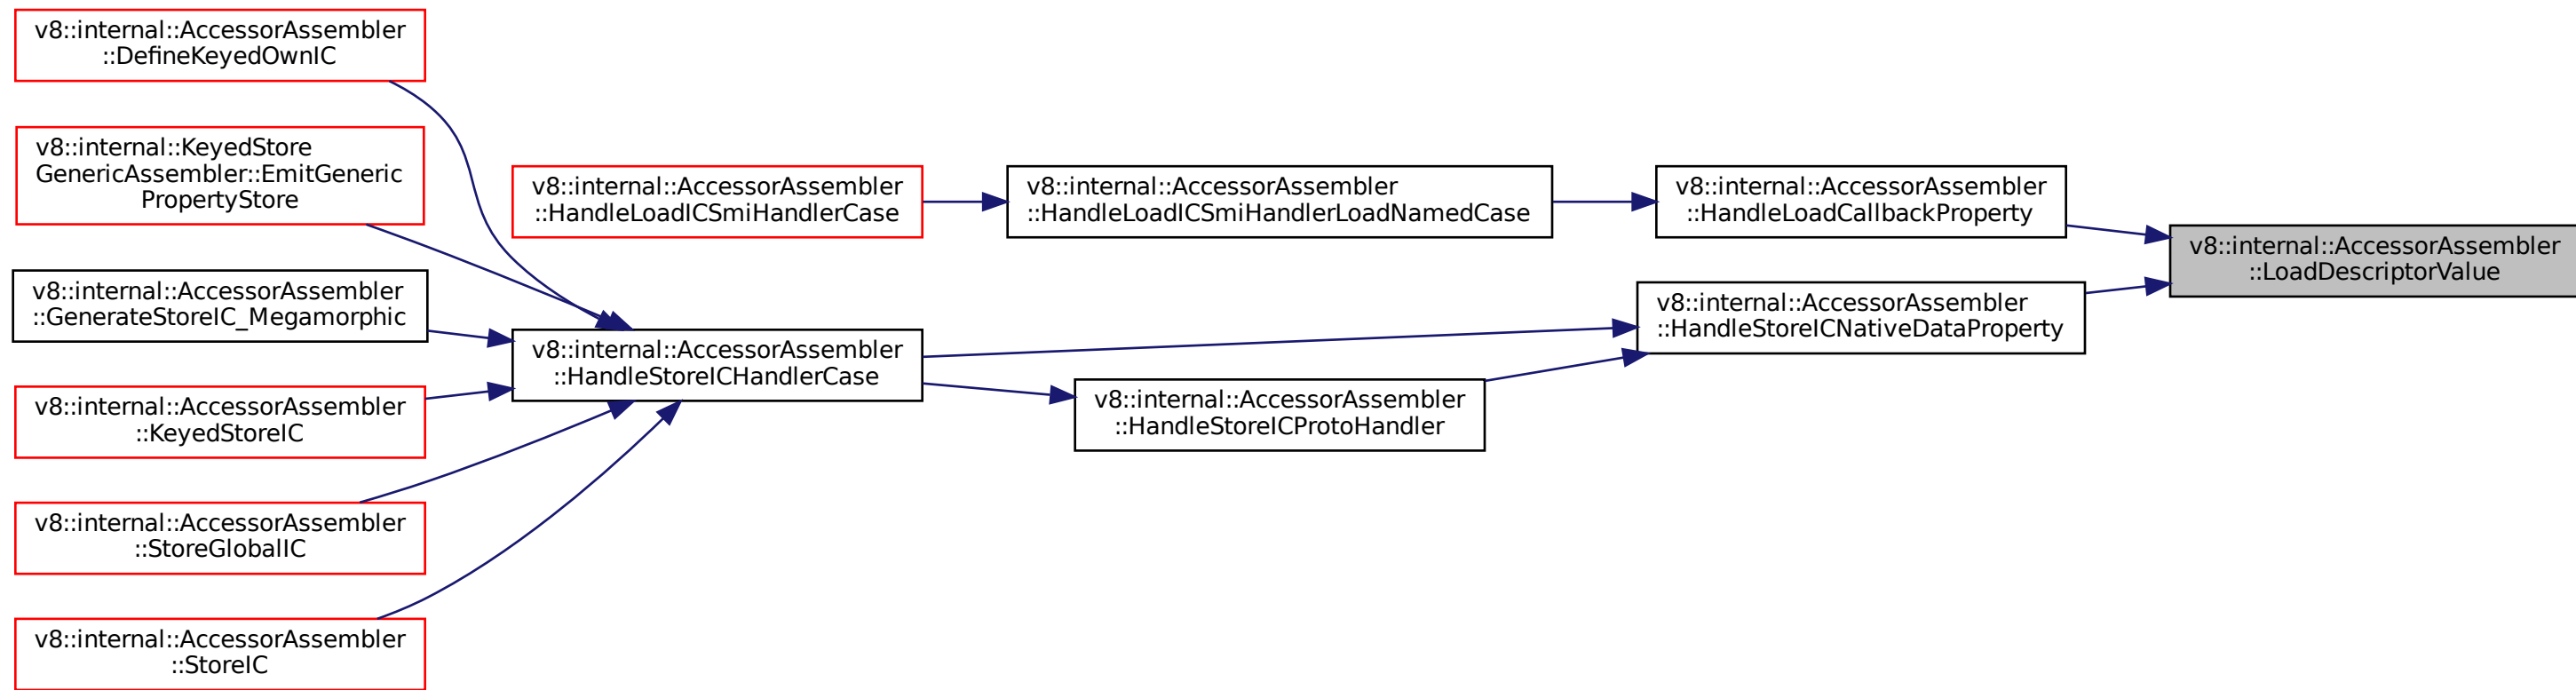 v8::internal::AccessorAssembler
::DefineKeyedOwnIC
v8::internal::KeyedStore
GenericAssembler::EmitGeneric
PropertyStore
v8::internal::AccessorAssembler
::GenerateStoreIC_Megamorphic
v8::internal::AccessorAssembler
::KeyedStoreIC
v8::internal::AccessorAssembler
::StoreGlobalIC
v8::internal::AccessorAssembler
::StoreIC
v8::internal::AccessorAssembler
::HandleLoadICSmiHandlerCase
v8::internal::AccessorAssembler
::HandleStoreICHandlerCase
v8::internal::AccessorAssembler
::HandleLoadICSmiHandlerLoadNamedCase
v8::internal::AccessorAssembler
::HandleStoreICProtoHandler
v8::internal::AccessorAssembler
::HandleLoadCallbackProperty
v8::internal::AccessorAssembler
::HandleStoreICNativeDataProperty
v8::internal::AccessorAssembler
::LoadDescriptorValue